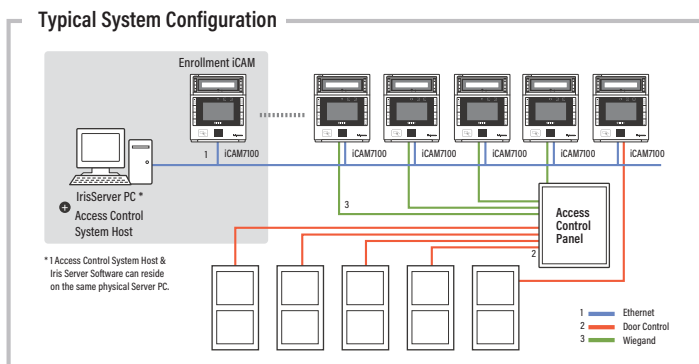 Typical System Configuration
Enrollment iCAM
1
iCAM7100
iCAM7100
iCAM7100
iCAM7100
iCAM7100
iCAM7100
IrisServer PC *
+ Access Control
System Host
3
Access
Control
Panel
2
* 1 Access Control System Host &
Iris Server Software can reside
on the same physical Server PC.
1 Ethernet
2 Door Control
3 Wiegand